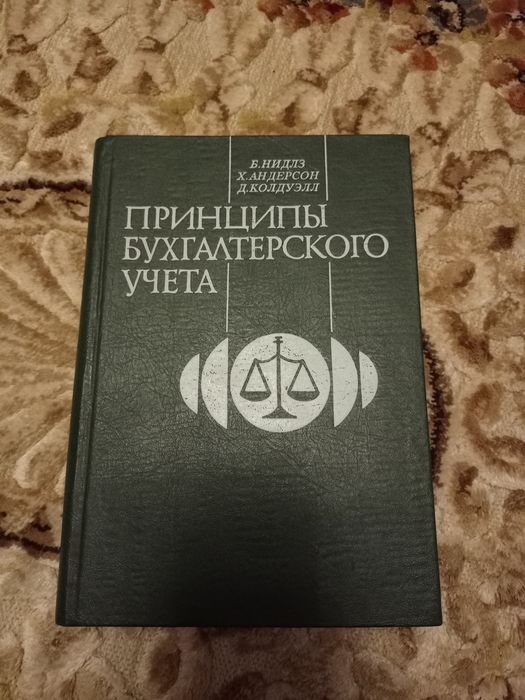 Б.НИДЛЗ
Х.АНДЕРСОН
Д.КОЛДУЭЛЛ
ПРИНЦИПЫ
БУХГАЛТЕРСКОГО
УЧЕТА